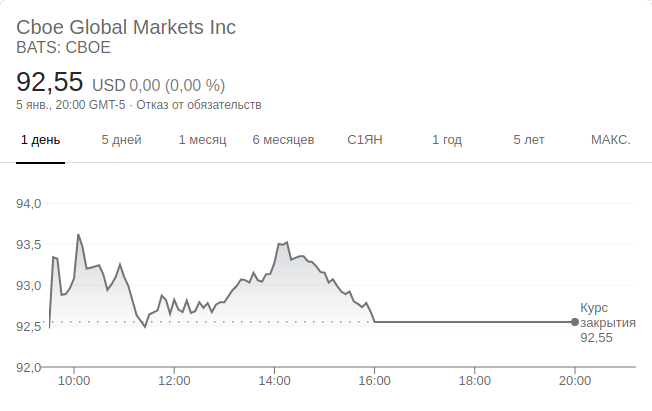 Cboe Global Markets Inc
BATS: CBOE
92,55 USD 0,00 (0,00 %)
5 янв., 20:00 GMT-5 · Отказ от обязательств
1 день 5 дней 1 месяц 6 месяцев С1ЯН 1 год 5 лет МАКС.
94,0
93,5
93,0
Курс
закрытия
92,55
92,5
92,0
10:00 12:00 14:00 16:00 18:00 20:00